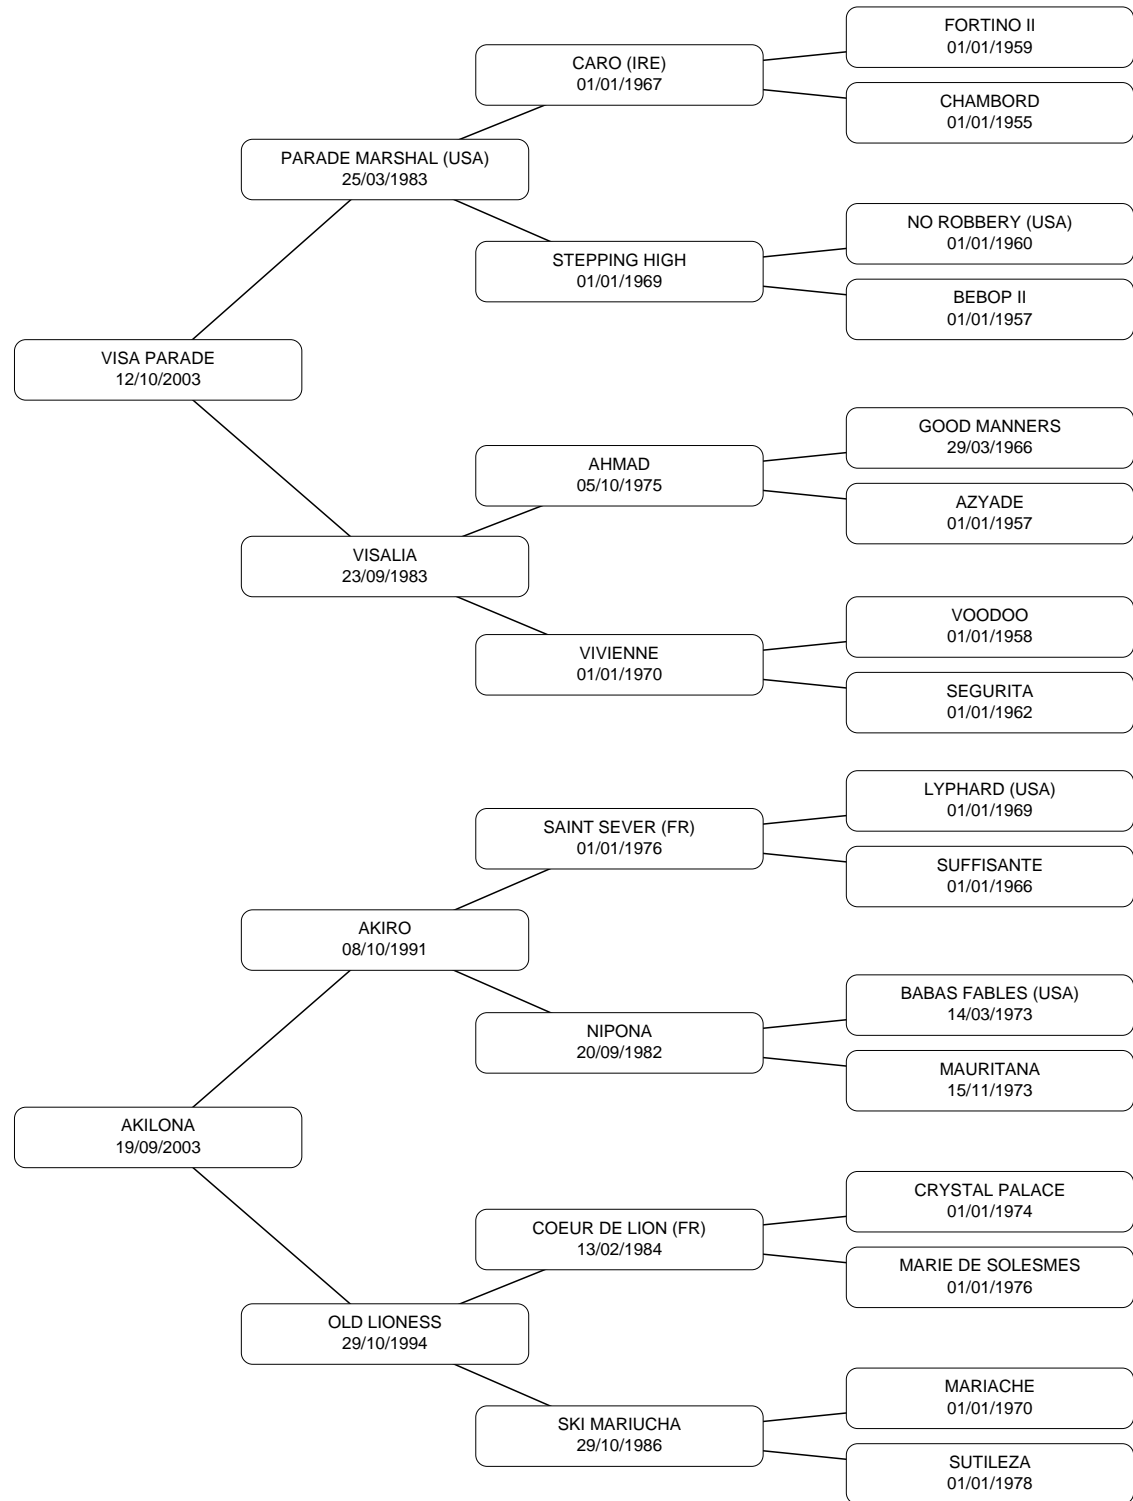 FORTINO II
01/01/1959
CARO (IRE)
01/01/1967
CHAMBORD
01/01/1955
PARADE MARSHAL (USA)
25/03/1983
NO ROBBERY (USA)
01/01/1960
STEPPING HIGH
01/01/1969
BEBOP II
01/01/1957
VISA PARADE
12/10/2003
GOOD MANNERS
29/03/1966
AHMAD
05/10/1975
AZYADE
01/01/1957
VISALIA
23/09/1983
VOODOO
01/01/1958
VIVIENNE
01/01/1970
SEGURITA
01/01/1962
LYPHARD (USA)
01/01/1969
SAINT SEVER (FR)
01/01/1976
SUFFISANTE
01/01/1966
AKIRO
08/10/1991
BABAS FABLES (USA)
14/03/1973
NIPONA
20/09/1982
MAURITANA
15/11/1973
AKILONA
19/09/2003
CRYSTAL PALACE
01/01/1974
COEUR DE LION (FR)
13/02/1984
MARIE DE SOLESMES
01/01/1976
OLD LIONESS
29/10/1994
MARIACHE
01/01/1970
SKI MARIUCHA
29/10/1986
SUTILEZA
01/01/1978